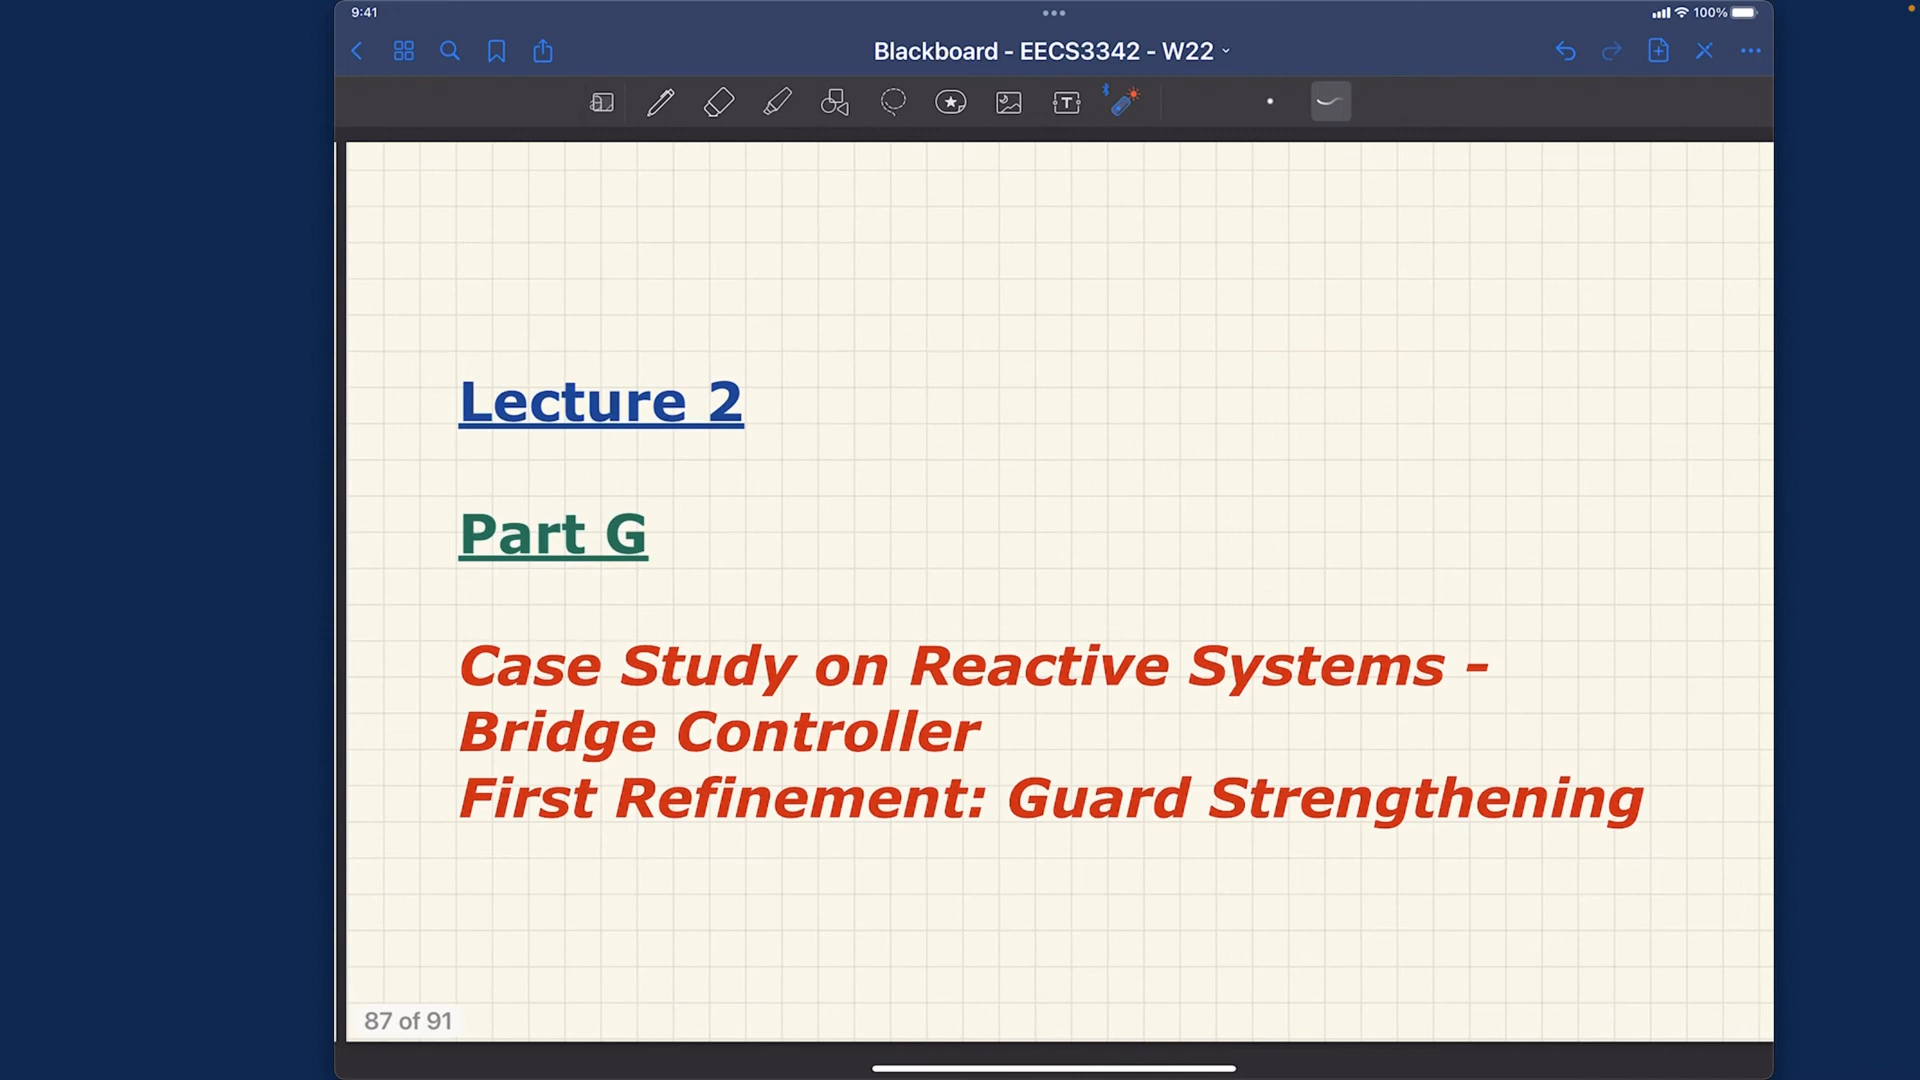 9:41
100%
Blackboard - EECS3342 - W22
Lecture 2
Part G
Case Study on Reactive Systems -
Bridge Controller
First Refinement: Guard Strengthening
87 of 91